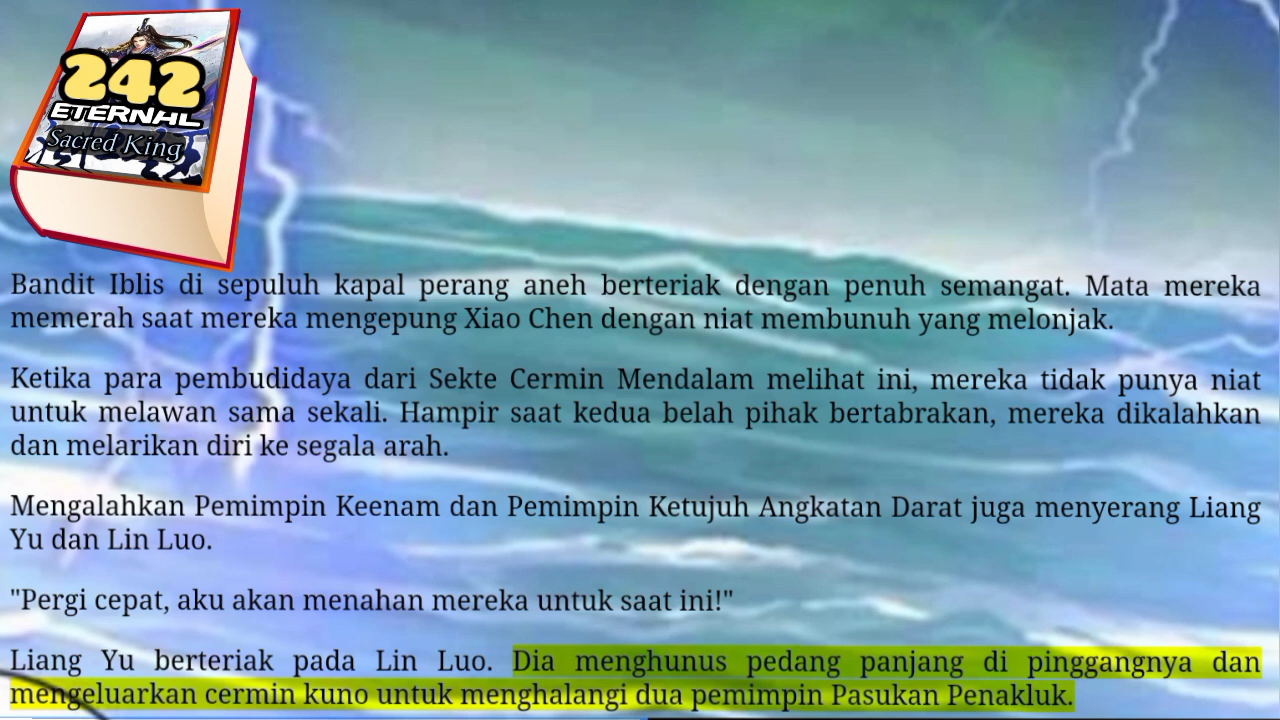 242
ETERNAL
Sacred King
Bandit Iblis di sepuluh kapal perang aneh berteriak dengan penuh semangat. Mata mereka
memerah saat mereka mengepung Xiao Chen dengan niat membunuh yang melonjak.
Ketika para pembudidaya dari Sekte Cermin Mendalam melihat ini, mereka tidak punya niat
untuk melawan sama sekali. Hampir saat kedua belah pihak bertabrakan, mereka dikalahkan
dan melarikan diri ke segala arah.
Mengalahkan Pemimpin Keenam dan Pemimpin Ketujuh Angkatan Darat juga menyerang Liang
Yu dan Lin Luo.
"Pergi cepat, aku akan menahan mereka untuk saat ini!"
Liang Yu berteriak pada Lin Luo. Dia menghunus pedang panjang di pinggangnya dan
mengeluarkan cermin kuno untuk menghalangi dua pemimpin Pasukan Penakluk.